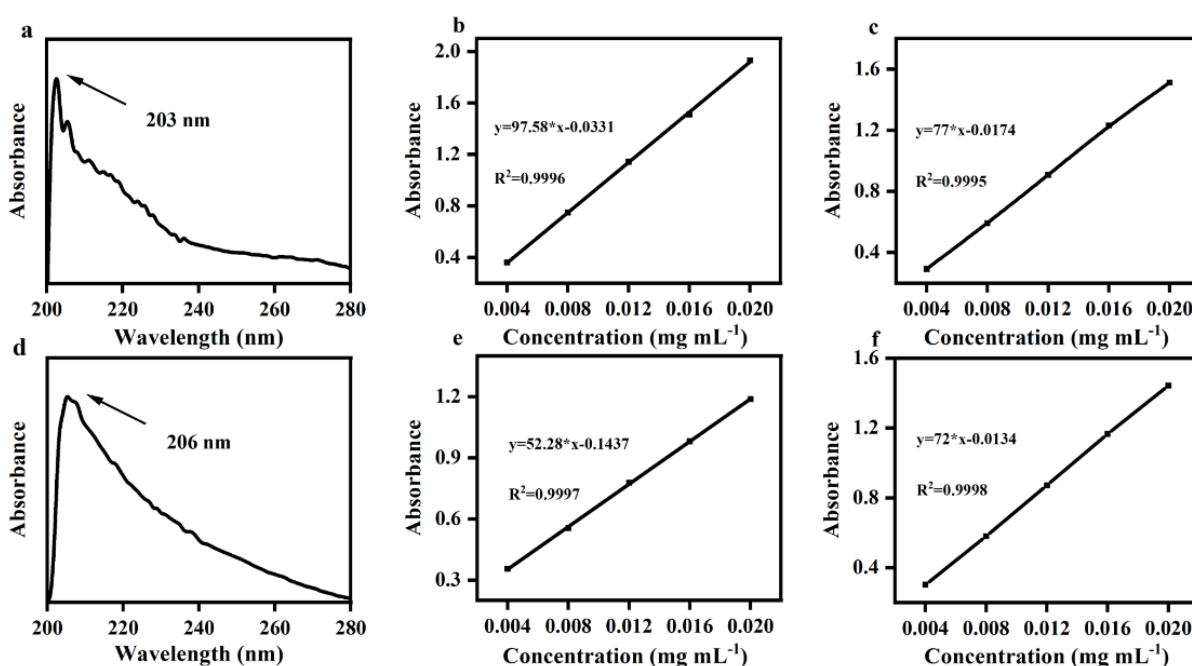 a
Absorbance
203 nm
200 220 240 260 280
Wavelength (nm)
b
Absorbance
2.0
1.6
1.2
0.8
0.4
y=97.58*x-0.0331
R²=0.9996
0.004 0.008 0.012 0.016 0.020
Concentration (mg mL⁻¹)
c
Absorbance
1.6
1.2
0.8
0.4
y=77*x-0.0174
R²=0.9995
0.004 0.008 0.012 0.016 0.020
Concentration (mg mL⁻¹)
d
Absorbance
206 nm
200 220 240 260 280
Wavelength (nm)
e
Absorbance
1.2
0.9
0.6
0.3
y=52.28*x-0.1437
R²=0.9997
0.004 0.008 0.012 0.016 0.020
Concentration (mg mL⁻¹)
f
Absorbance
1.6
1.2
0.8
0.4
y=72*x-0.0134
R²=0.9998
0.004 0.008 0.012 0.016 0.020
Concentration (mg mL⁻¹)